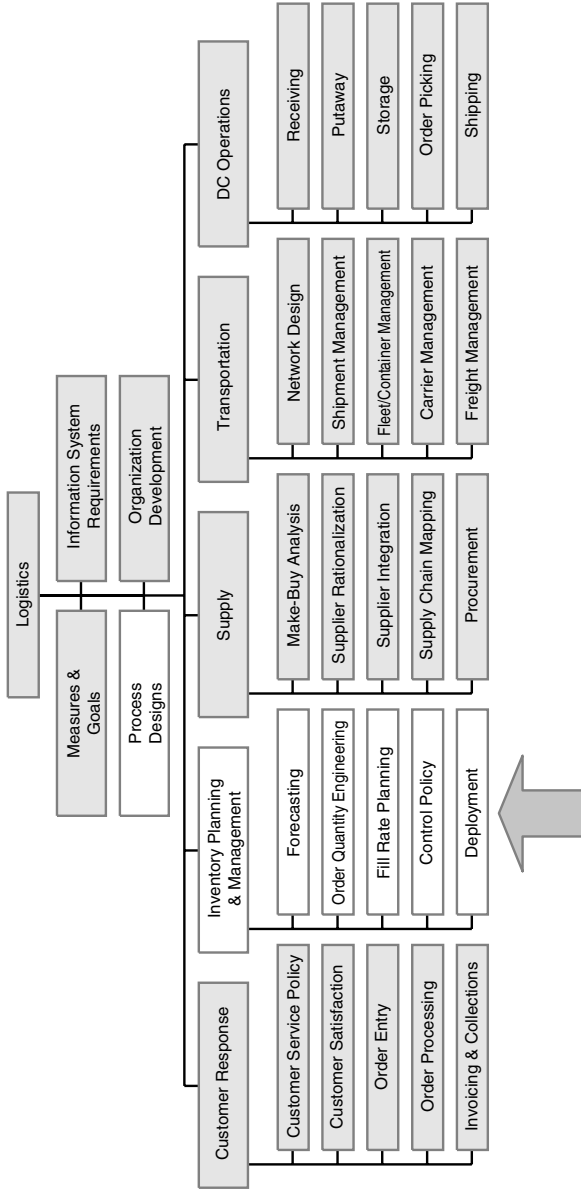 Logistics
Measures &
Goals
Information System
Requirements
Process
Designs
Organization
Development
Customer Response
Inventory Planning
& Management
Supply
Transportation
DC Operations
Customer Service Policy
Customer Satisfaction
Order Entry
Order Processing
Invoicing & Collections
Forecasting
Order Quantity Engineering
Fill Rate Planning
Control Policy
Deployment
Make-Buy Analysis
Supplier Rationalization
Supplier Integration
Supply Chain Mapping
Procurement
Network Design
Shipment Management
Fleet/Container Management
Carrier Management
Freight Management
Receiving
Putaway
Storage
Order Picking
Shipping